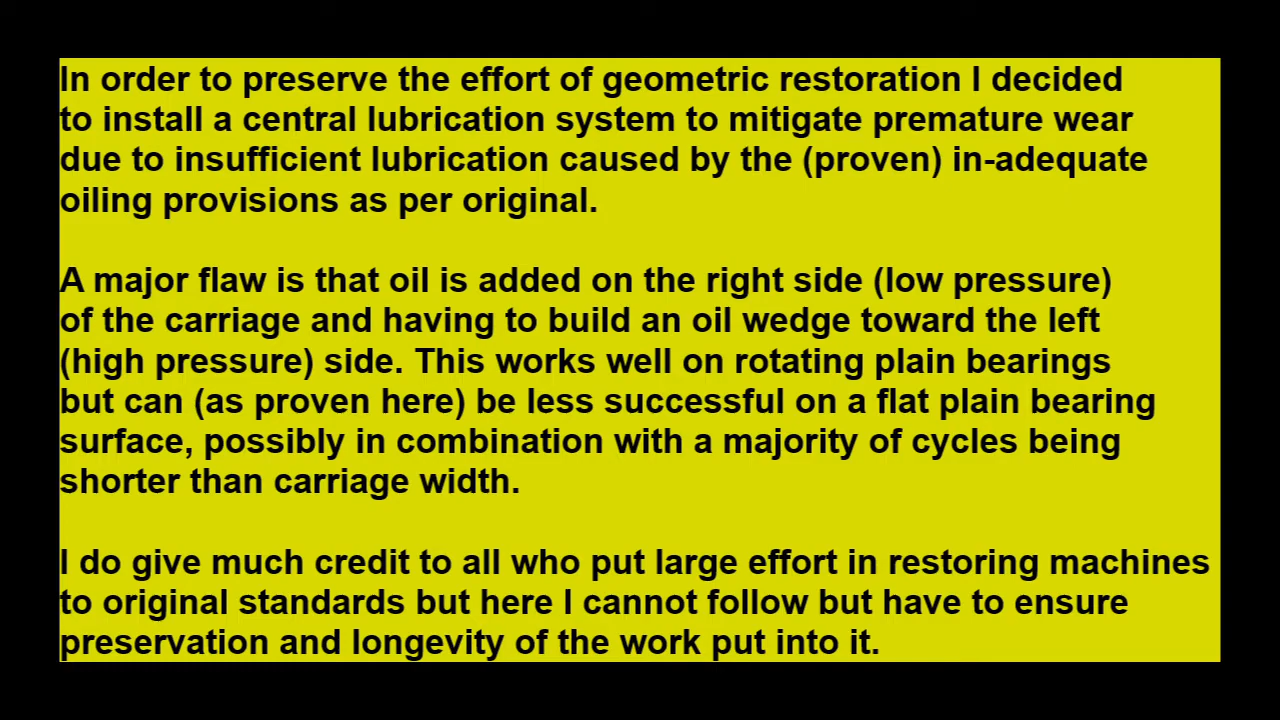 In order to preserve the effort of geometric restoration I decided
to install a central lubrication system to mitigate premature wear
due to insufficient lubrication caused by the (proven) in-adequate
oiling provisions as per original.
A major flaw is that oil is added on the right side (low pressure)
of the carriage and having to build an oil wedge toward the left
(high pressure) side. This works well on rotating plain bearings
but can (as proven here) be less successful on a flat plain bearing
surface, possibly in combination with a majority of cycles being
shorter than carriage width.
I do give much credit to all who put large effort in restoring machines
to original standards but here I cannot follow but have to ensure
preservation and longevity of the work put into it.